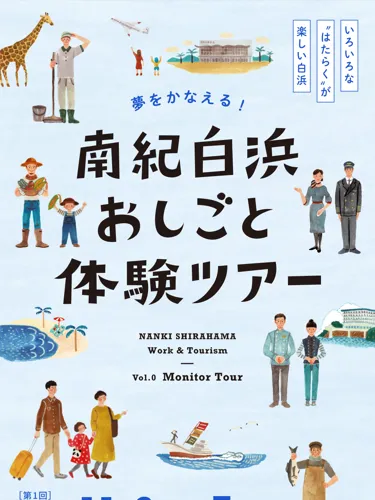 いろいろな
“はたらく”が
楽しい白浜
夢をかなえる！
南紀白浜
おしごと
体験ツアー
NANKI SHIRAHAMA
Work & Tourism
Vol.0 Monitor Tour
[第1回]